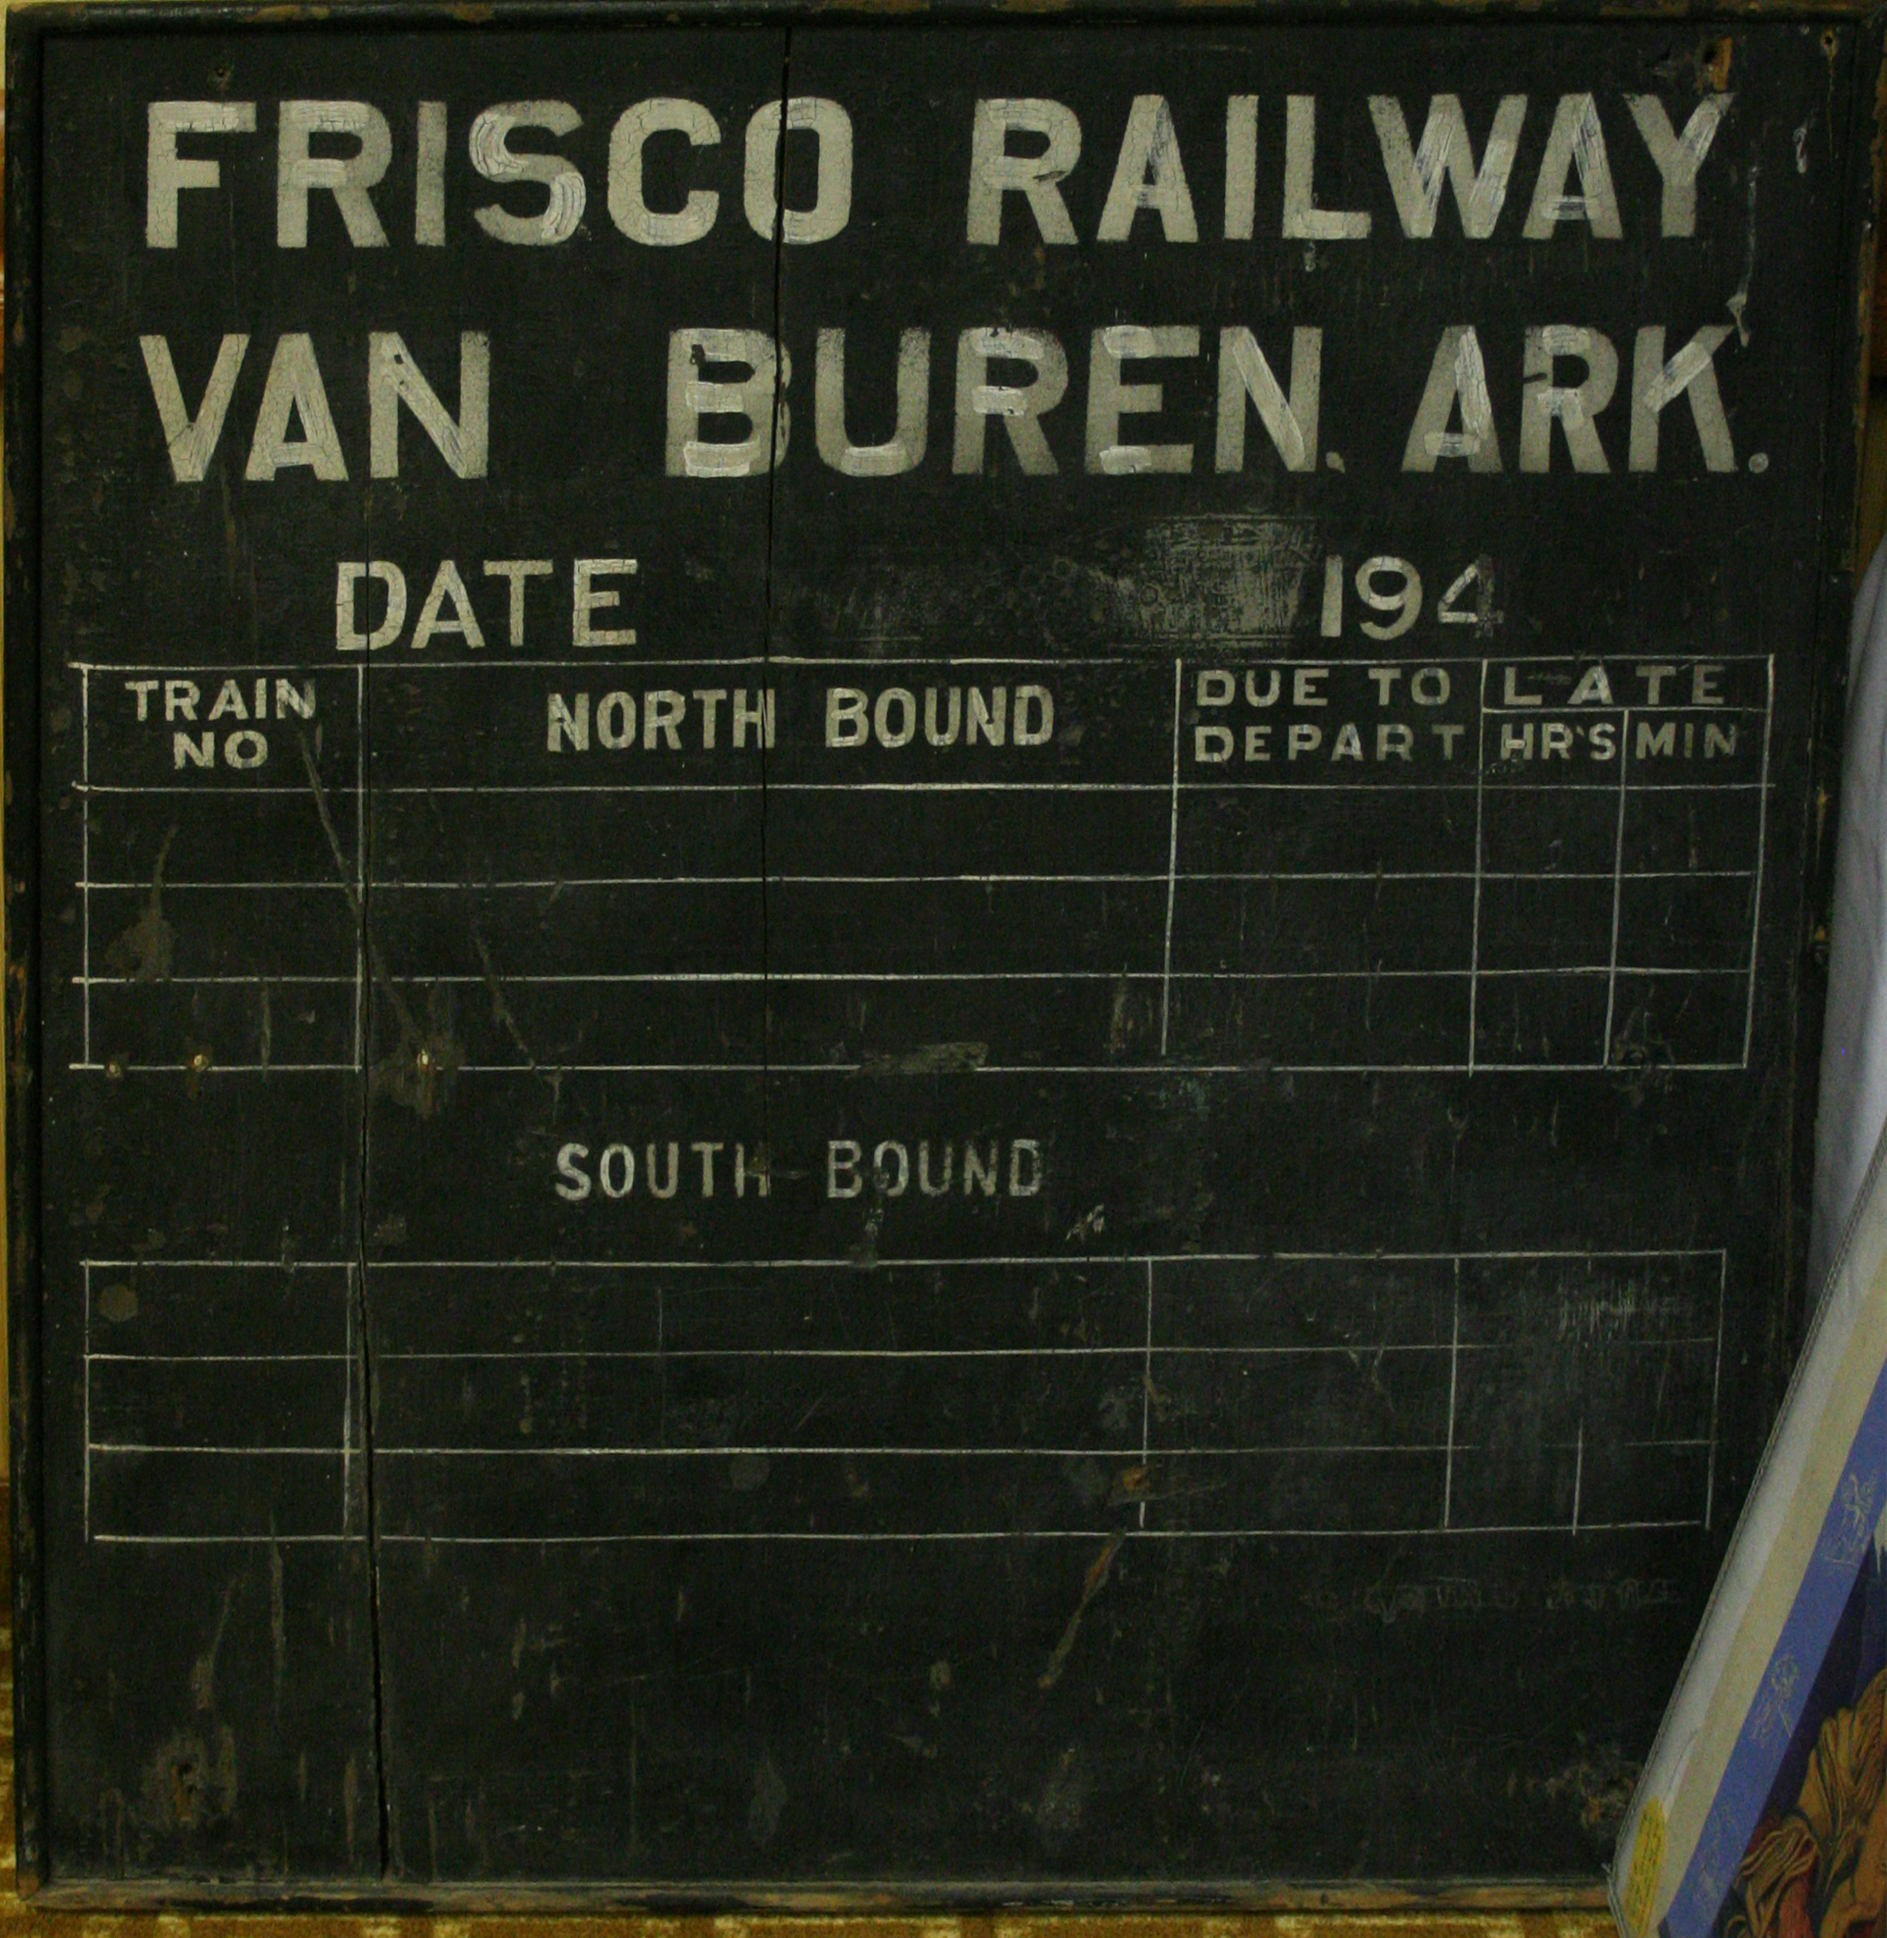 FRISCO RAILWAY
VAN BUREN. ARK.
DATE 194
TRAIN NO
NORTH BOUND
DUE TO DEPART
LATE
HR'S MIN
SOUTH BOUND